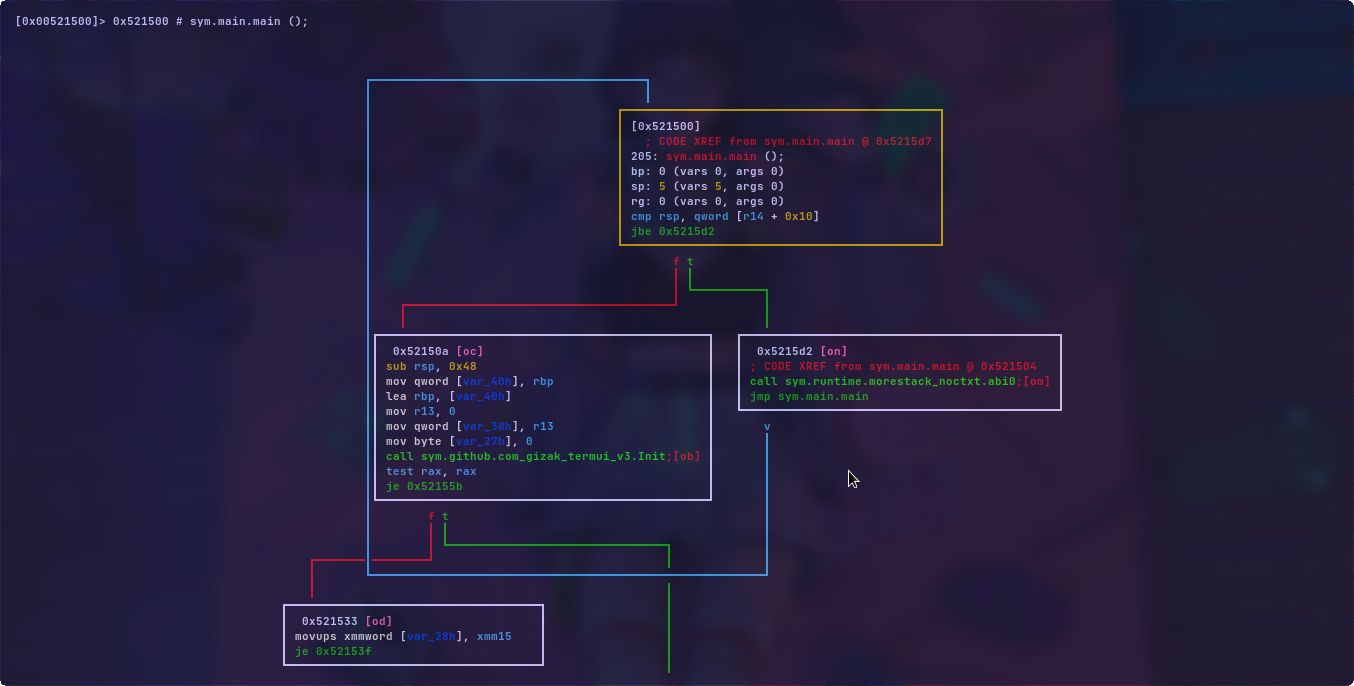 [0x00521500]> 0x521500 # sym.main.main ();
[0x521500]
; CODE XREF from sym.main.main @ 0x5215d7
205: sym.main.main ();
bp: 0 (vars 0, args 0)
sp: 5 (vars 5, args 0)
rg: 0 (vars 0, args 0)
cmp rsp, qword [r14 + 0x10]
jbe 0x5215d2
f t
0x52150a [oc]
sub rsp, 0x48
mov qword [var_40h], rbp
lea rbp, [var_40h]
mov r13, 0
mov qword [var_38h], r13
mov byte [var_27h], 0
call sym.github.com_gizak_termui_v3.Init;[ob]
test rax, rax
je 0x52155b
0x5215d2 [on]
; CODE XREF from sym.main.main @ 0x521504
call sym.runtime.morestack_noctxt.abi0;[om]
jmp sym.main.main
v
f t
0x521533 [od]
movups xmmword [var_28h], xmm15
je 0x52153f